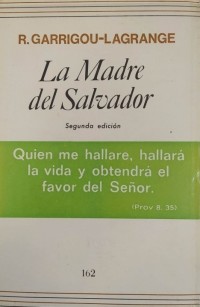 R. GARRIGOU-LAGRANGE
La Madre
del Salvador
Segunda edición
Quien me hallare, hallará
la vida y obtendrá el
favor del Señor.
(Prov 8, 35)
162